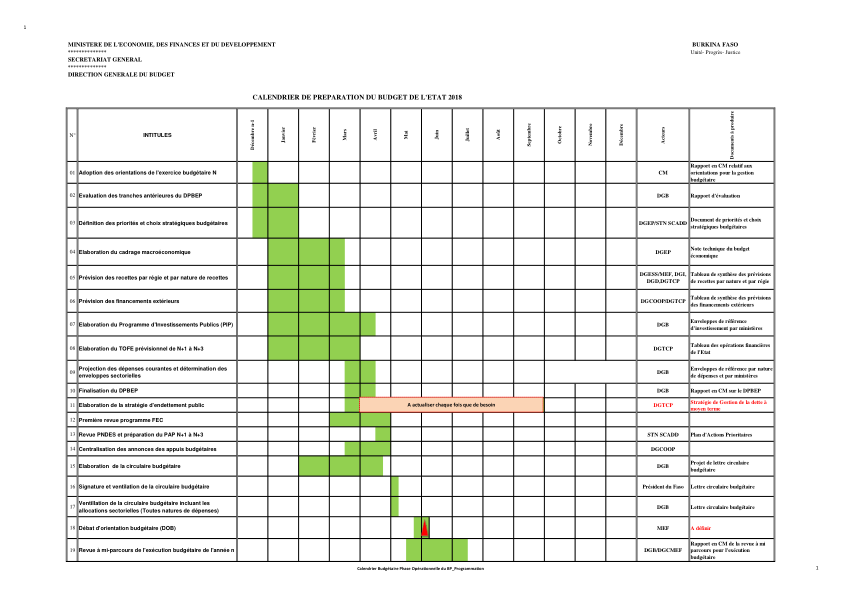 1
MINISTERE DE L'ECONOMIE, DES FINANCES ET DU DEVELOPPEMENT
**************
SECRETARIAT GENERAL
**************
DIRECTION GENERALE DU BUDGET
BURKINA FASO
Unité- Progrès- Justice
CALENDRIER DE PREPARATION DU BUDGET DE L'ETAT 2018
N° INTITULES Décembre n-1 Janvier Février Mars Avril Mai Juin Juillet Août Septembre Octobre Novembre Décembre Acteurs Documents à produire
01 Adoption des orientations de l'exercice budgétaire N CM Rapport en CM relatif aux
orientations pour la gestion
budgétaire
02 Evaluation des tranches antérieures du DPBEP DGB Rapport d'évaluation
03 Définition des priorités et choix stratégiques budgétaires DGEP/STN SCADD Document de priorités et choix
stratégiques budgétaires
04 Elaboration du cadrage macroéconomique DGEP Note technique du budget
économique
05 Prévision des recettes par régie et par nature de recettes DGESS/MEF, DGI,
DGD,DGTCP
Tableau de synthèse des prévisions
de recettes par nature et par régie
06 Prévision des financements extérieurs DGCOOP/DGTCP Tableau de synthèse des prévisions
des financements extérieurs
07 Elaboration du Programme d'Investissements Publics (PIP) DGB Enveloppes de référence
d'investissement par ministères
08 Elaboration du TOFE prévisionnel de N+1 à N+3 DGTCP Tableau des opérations financières
de l'Etat
09 Projection des dépenses courantes et détermination des
enveloppes sectorielles
DGB Enveloppes de référence par nature
de dépenses et par ministères
10 Finalisation du DPBEP DGB Rapport en CM sur le DPBEP
11 Elaboration de la stratégie d'endettement public A actualiser chaque fois que de besoin DGTCP Stratégie de Gestion de la dette à
moyen terme
12 Première revue programme FEC
13 Revue PNDES et préparation du PAP N+1 à N+3 STN SCADD Plan d'Actions Prioritaires
14 Centralisation des annonces des appuis budgétaires DGCOOP
15 Elaboration de la circulaire budgétaire DGB Projet de lettre circulaire
budgétaire
16 Signature et ventilation de la circulaire budgétaire Président du Faso Lettre circulaire budgétaire
17 Ventillation de la circulaire budgétaire incluant les
allocations sectorielles (Toutes natures de dépenses)
DGB Lettre circulaire budgétaire
18 Débat d'orientation budgétaire (DOB) MEF A définir
19 Revue à mi-parcours de l'exécution budgétaire de l'année n DGB/DGCMEF Rapport en CM de la revue à mi
parcours pour l'exécution
budgétaire
Calendrier Budgétaire Phase Opérationnelle du BP_Programmation
1